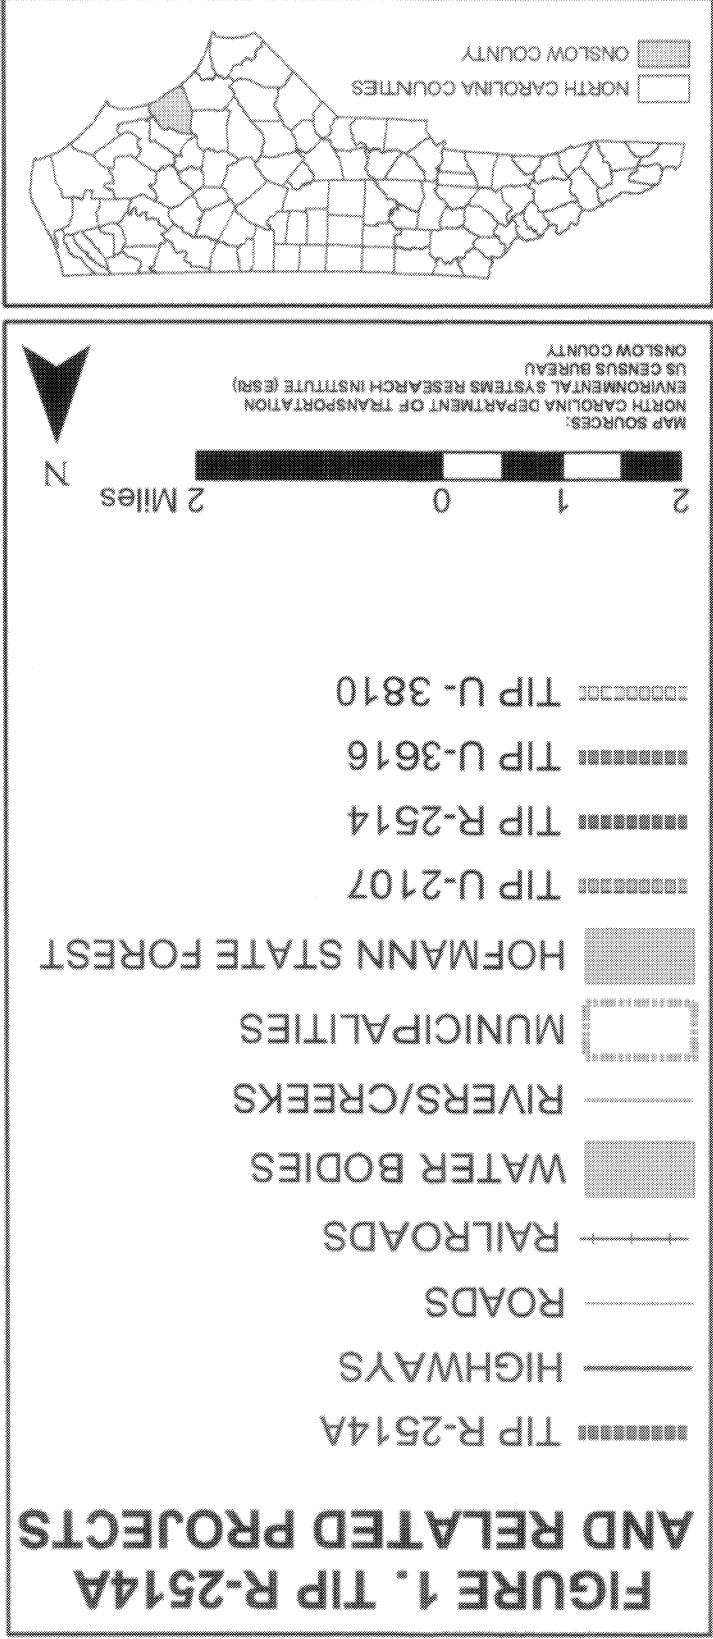 FIGURE 1. TIP R-2514A
AND RELATED PROJECTS
TIP R-2514A
HIGHWAYS
ROADS
RAILROADS
WATER BODIES
RIVERS/CREEKS
MUNICIPALITIES
HOFMANN STATE FOREST
TIP U-2107
TIP R-2514
TIP U-3616
TIP U- 3810
2 1 0 2 Miles
N
MAP SOURCES:
NORTH CAROLINA DEPARTMENT OF TRANSPORTATION
ENVIRONMENTAL SYSTEMS RESEARCH INSTITUTE (ESRI)
US CENSUS BUREAU
ONSLOW COUNTY
NORTH CAROLINA COUNTIES
ONSLOW COUNTY